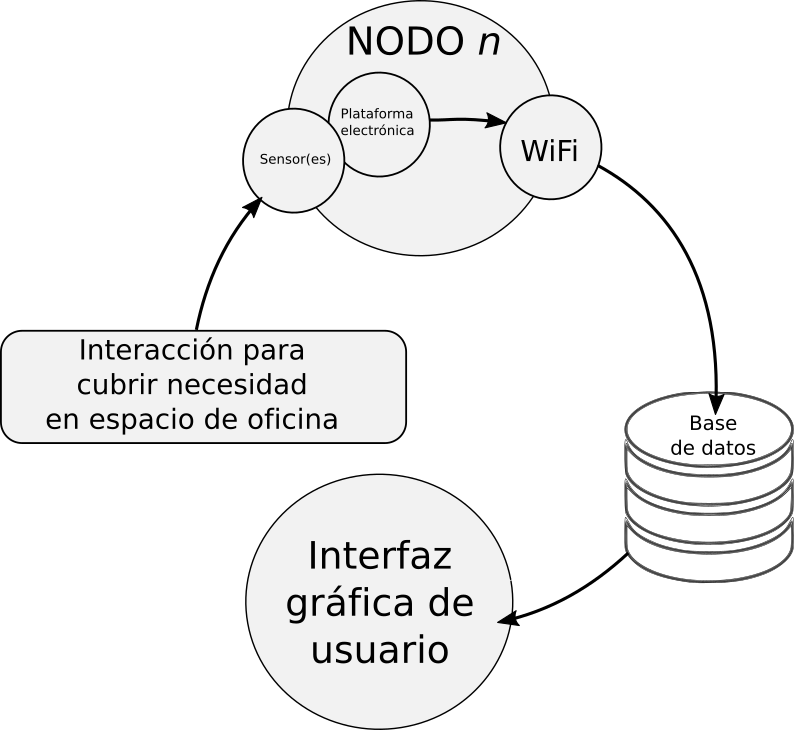 NODO n
Plataforma
electrónica
Sensor(es)
WiFi
Interacción para
cubrir necesidad
en espacio de oficina
Base
de datos
Interfaz
gráfica de
usuario